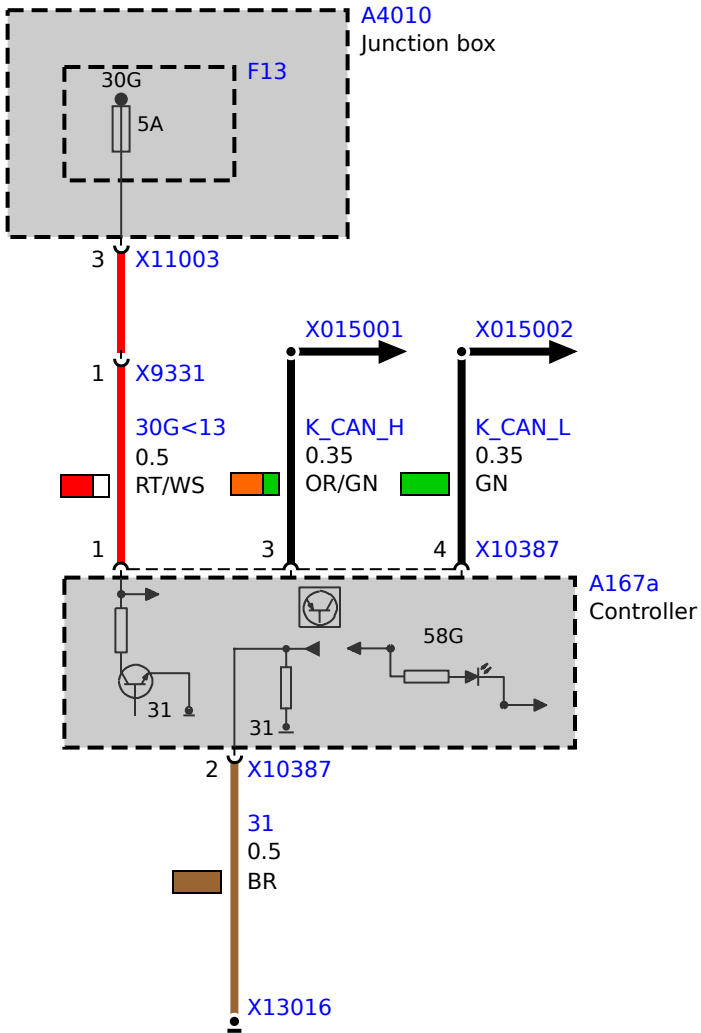 A4010
Junction box
F13
30G
5A
3 X11003
X015001 X015002
1 X9331
30G<13 K_CAN_H K_CAN_L
0.5 0.35 0.35
RT/WS OR/GN GN
1 3 4 X10387
A167a
Controller
58G
31
31
2 X10387
31
0.5
BR
X13016